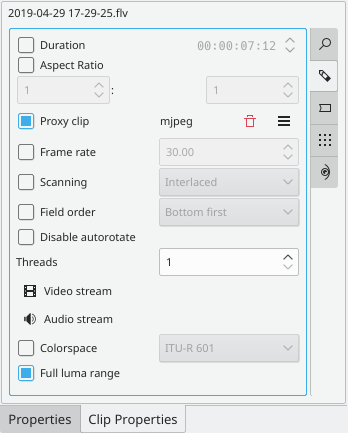 2019-04-29 17-29-25.flv
Duration 00:00:07:12
Aspect Ratio
1 : 1
Proxy clip mjpeg
Frame rate 30.00
Scanning Interlaced
Field order Bottom first
Disable autorotate
Threads 1
Video stream
Audio stream
Colorspace ITU-R 601
Full luma range
Properties Clip Properties